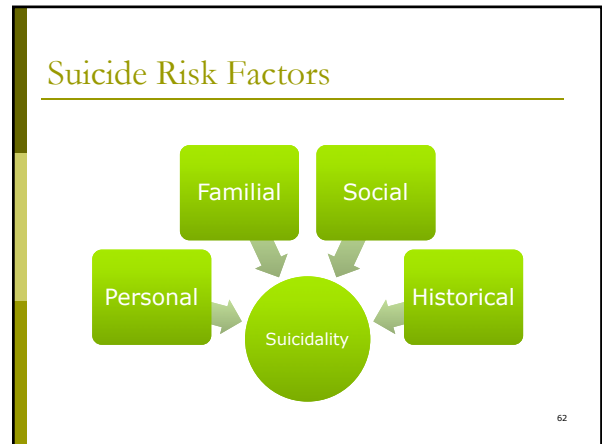 Suicide Risk Factors
Familial
Social
Personal
Historical
Suicidality
62